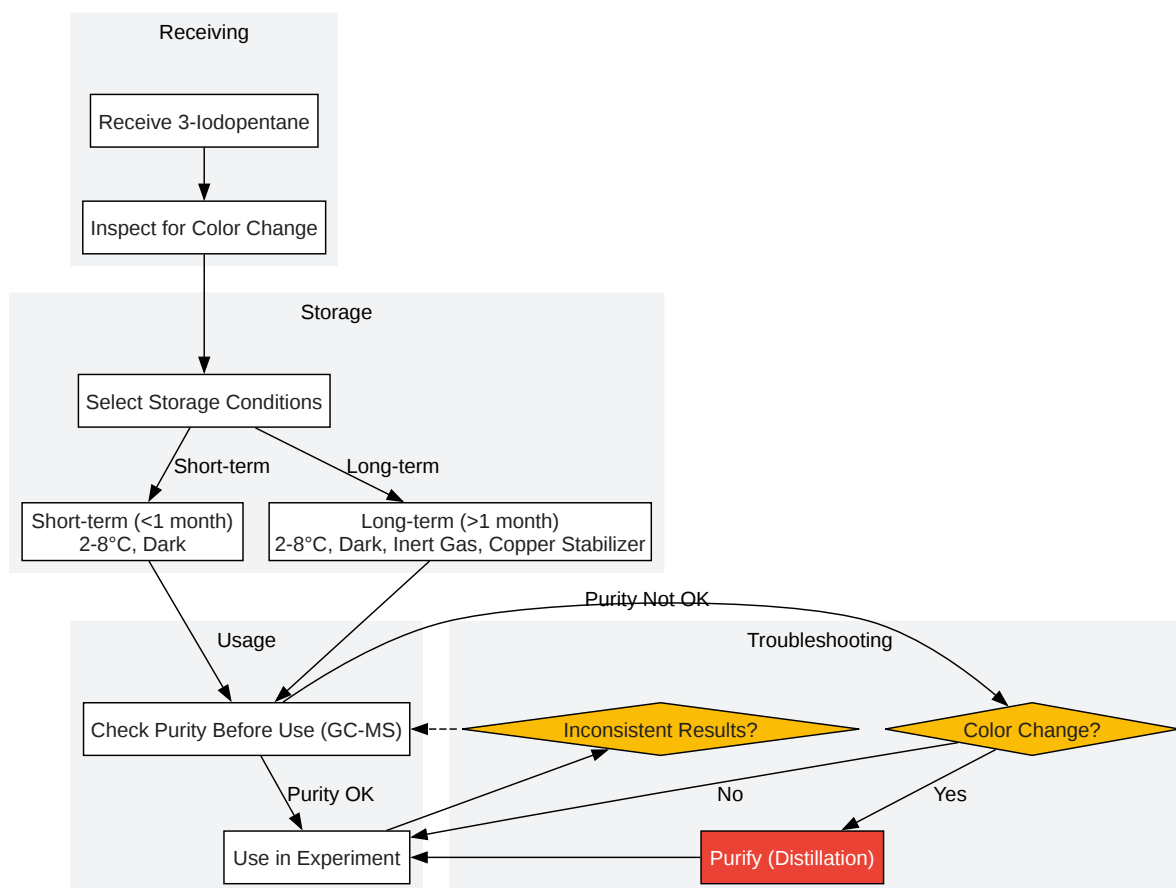 Receiving
Receive 3-Iodopentane
Inspect for Color Change
Storage
Select Storage Conditions
Short-term
Long-term
Short-term (<1 month)
2-8°C, Dark
Long-term (>1 month)
2-8°C, Dark, Inert Gas, Copper Stabilizer
Purity Not OK
Usage
Troubleshooting
Check Purity Before Use (GC-MS)
Inconsistent Results?
Color Change?
Purity OK
No
Yes
Use in Experiment
Purify (Distillation)